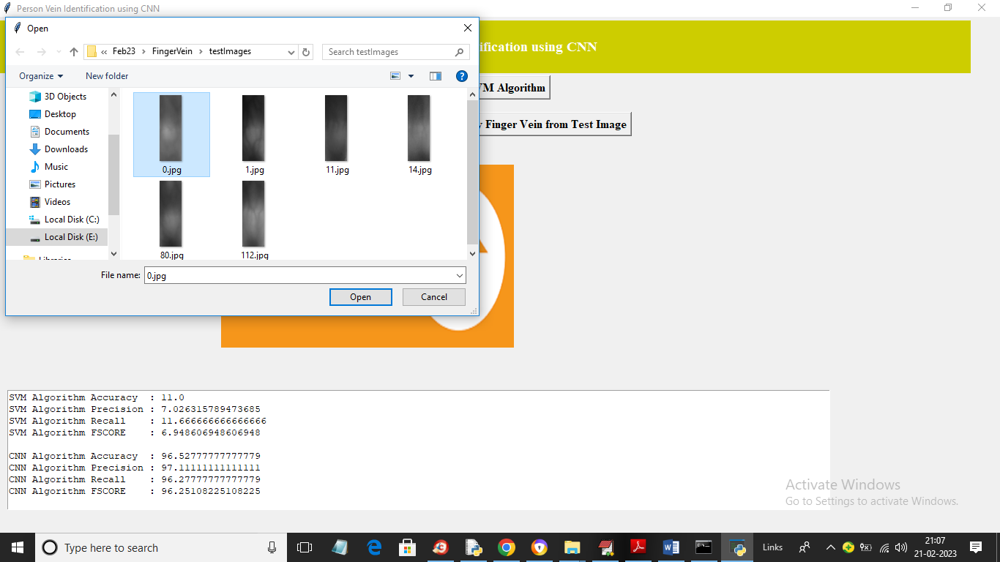 Person Vein Identification using CNN
Open
« Feb23 › FingerVein › testImages
Search testImages
ification using CNN
Organize
New folder
?
VM Algorithm
Finger Vein from Test Image
3D Objects
Desktop
Documents
Downloads
Music
Pictures
Videos
Local Disk (C:)
Local Disk (E:)
Libraries
0.jpg
1.jpg
11.jpg
14.jpg
80.jpg
112.jpg
File name: 0.jpg
Open
Cancel
SVM Algorithm Accuracy : 11.0
SVM Algorithm Precision : 7.026315789473685
SVM Algorithm Recall : 11.666666666666666
SVM Algorithm FSCORE : 6.948606948606948
CNN Algorithm Accuracy : 96.52777777777779
CNN Algorithm Precision : 97.11111111111111
CNN Algorithm Recall : 96.27777777777779
CNN Algorithm FSCORE : 96.25108225108225
Activate Windows
Go to Settings to activate Windows.
Type here to search
Links
21:07
21-02-2023